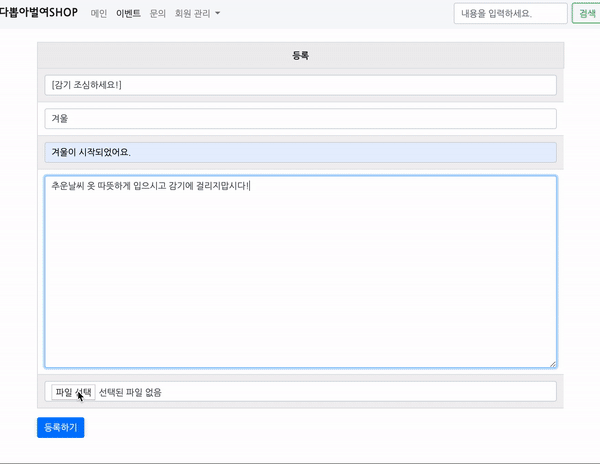 다뽑아벌여SHOP 메인 이벤트 문의 회원 관리 내용을 입력하세요. 검색
등록
[감기 조심하세요!]
겨울
겨울이 시작되었어요.
추운날씨 옷 따뜻하게 입으시고 감기에 걸리지맙시다!
파일 선택 선택된 파일 없음
등록하기